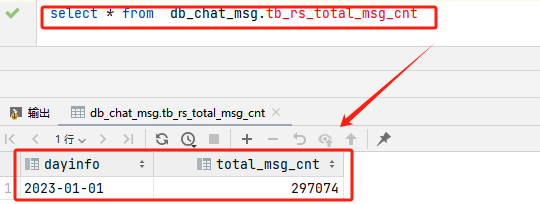 select * from  db_chat_msg.tb_rs_total_msg_cnt
输出
db_chat_msg.tb_rs_total_msg_cnt
1 行
dayinfo total_msg_cnt
1 2023-01-01 297074